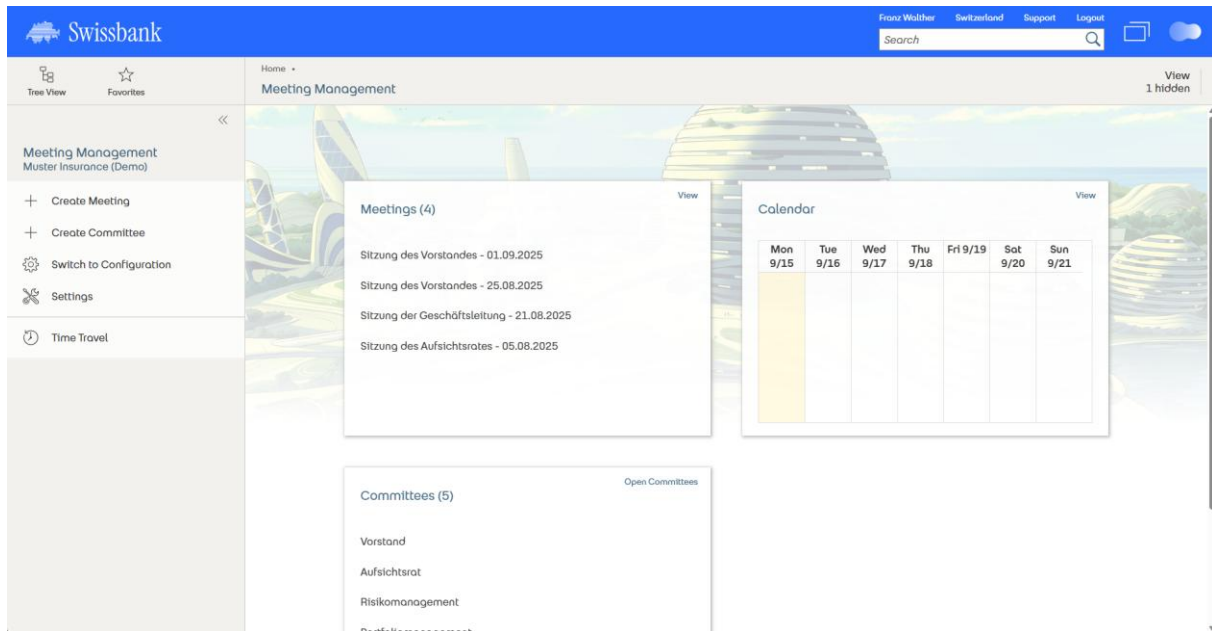 Swissbank
Franz Walther Switzerland Support Logout
Search
Tree View
Favorites
Home
Meeting Management
View
1 hidden
Meeting Management
Muster Insurance (Demo)
Create Meeting
Create Committee
Switch to Configuration
Settings
Time Travel
View
Meetings (4)
Sitzung des Vorstandes - 01.09.2025
Sitzung des Vorstandes - 25.08.2025
Sitzung der Geschäftsleitung - 21.08.2025
Sitzung des Aufsichtsrates - 05.08.2025
View
Calendar
Mon 9/15
Tue 9/16
Wed 9/17
Thu 9/18
Fri 9/19
Sat 9/20
Sun 9/21
Open Committees
Committees (5)
Vorstand
Aufsichtsrat
Risikomanagement